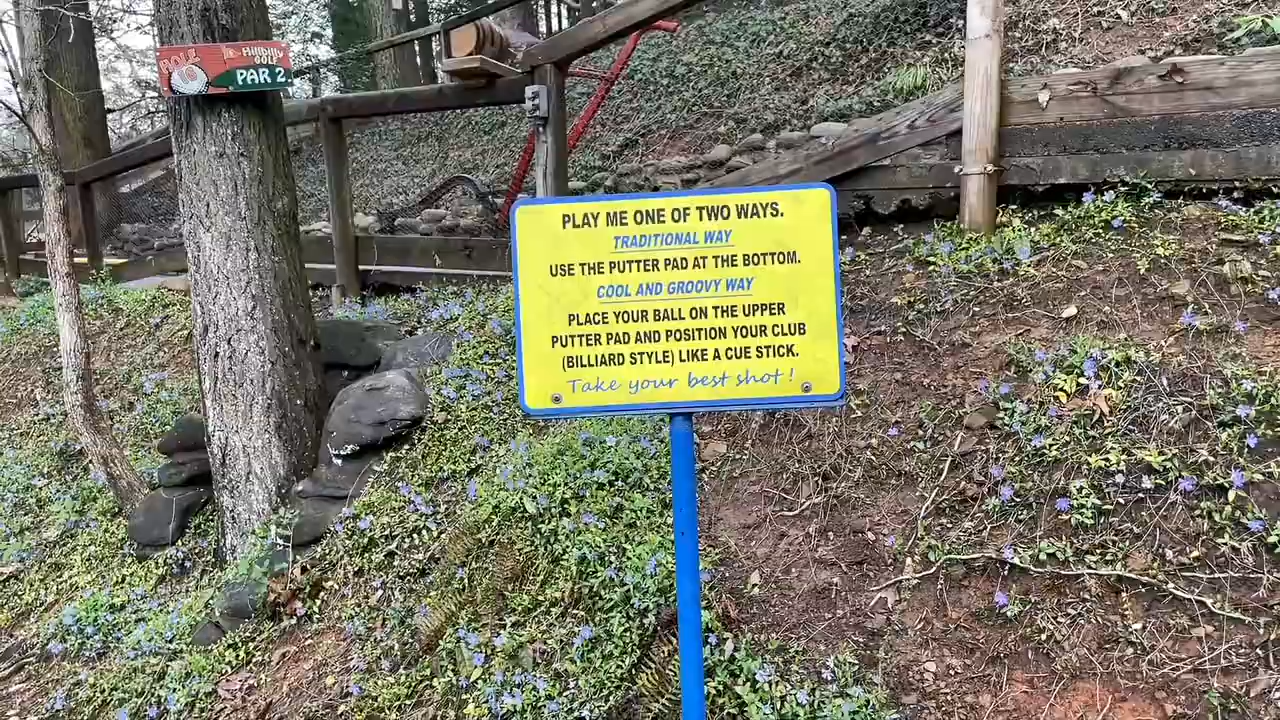 HOLE
Hillbilly
GOLF
PAR 2
PLAY ME ONE OF TWO WAYS.
TRADITIONAL WAY
USE THE PUTTER PAD AT THE BOTTOM.
COOL AND GROOVY WAY
PLACE YOUR BALL ON THE UPPER
PUTTER PAD AND POSITION YOUR CLUB
(BILLIARD STYLE) LIKE A CUE STICK.
Take your best shot!